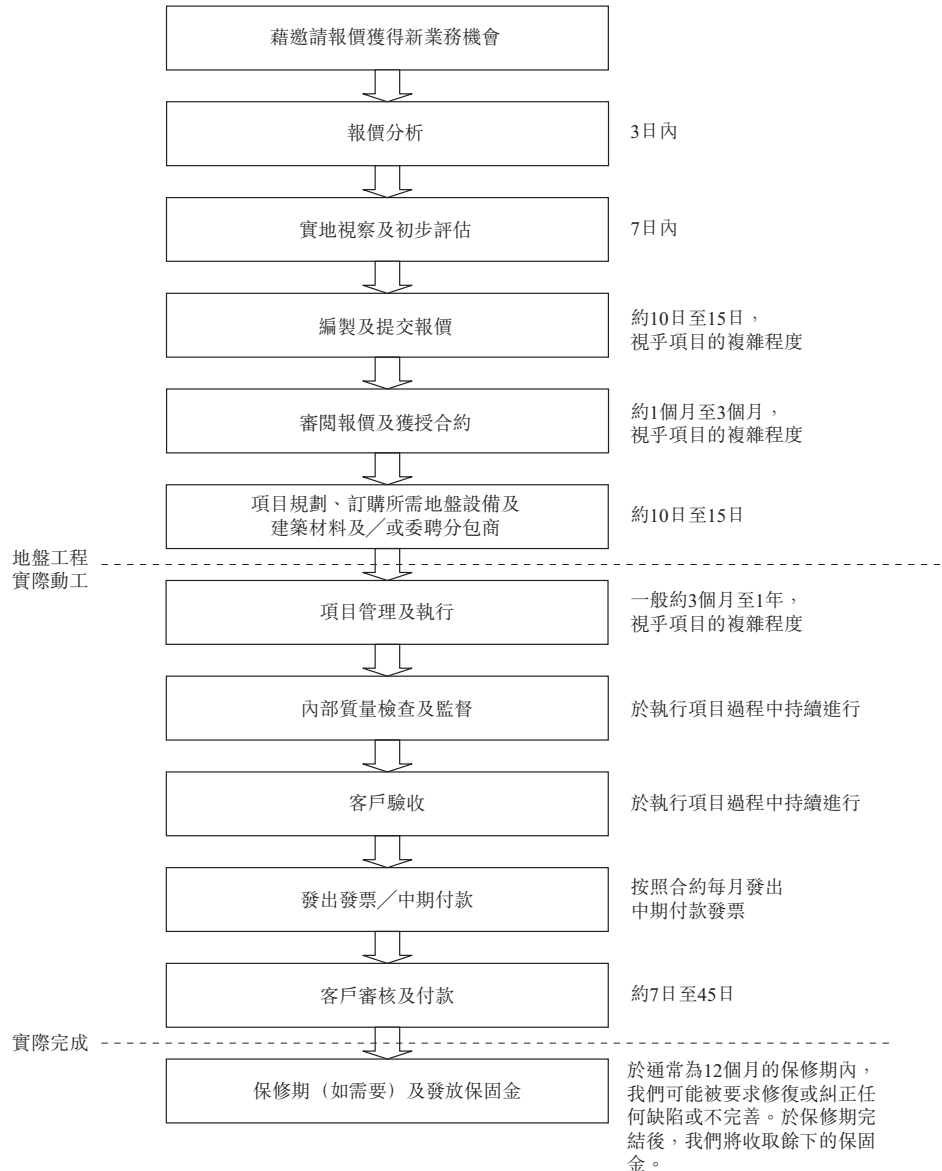 藉邀請報價獲得新業務機會
報價分析
3日內
實地視察及初步評估
7日內
編製及提交報價
約10日至15日，
視乎項目的複雜程度
審閱報價及獲授合約
約1個月至3個月，
視乎項目的複雜程度
項目規劃、訂購所需地盤設備及
建築材料及／或委聘分包商
約10日至15日
地盤工程
實際動工
項目管理及執行
一般約3個月至1年，
視乎項目的複雜程度
內部質量檢查及監督
於執行項目過程中持續進行
客戶驗收
於執行項目過程中持續進行
發出發票／中期付款
按照合約每月發出
中期付款發票
客戶審核及付款
約7日至45日
實際完成
保修期（如需要）及發放保固金
於通常為12個月的保修期內，
我們可能被要求修復或糾正任
何缺陷或不完善。於保修期完
結後，我們將收取餘下的保固
金。